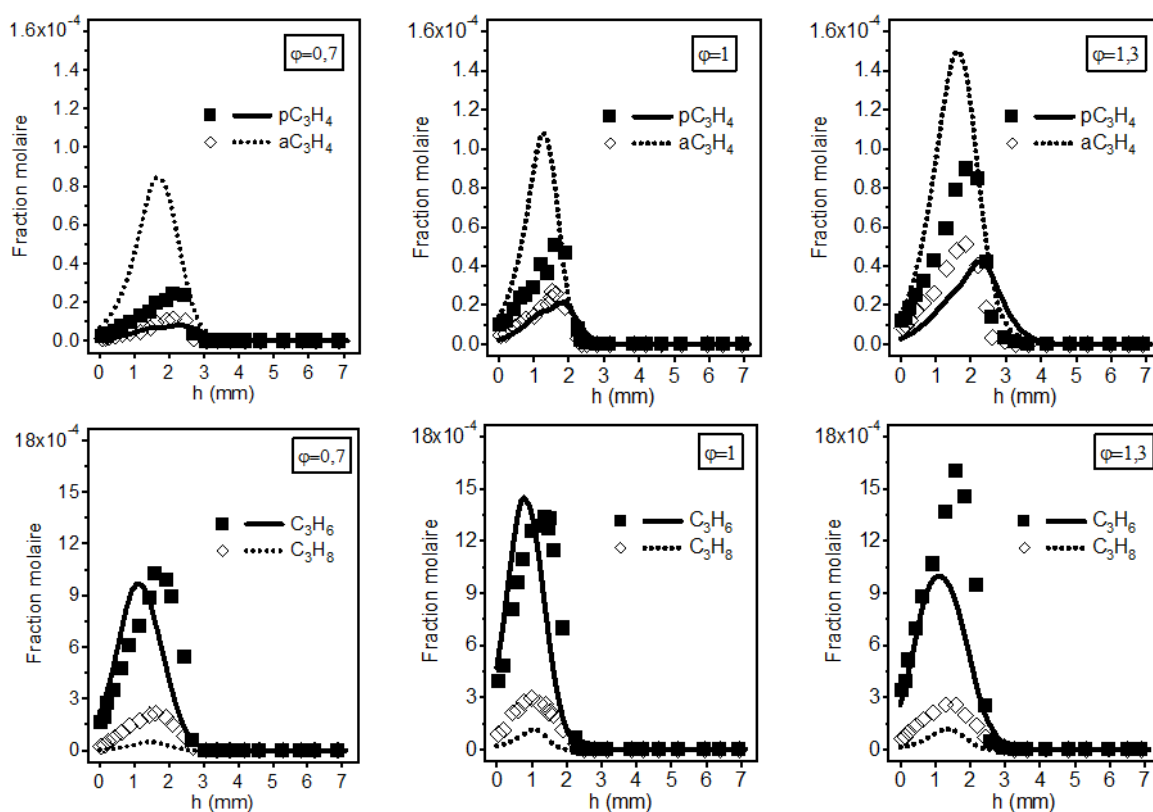 1.6x10⁻⁴
φ=0,7
1.4
1.2
pC₃H₄
1.0
aC₃H₄
0.8
0.6
0.4
0.2
0.0
Fraction molaire
0 1 2 3 4 5 6 7
h (mm)
1.6x10⁻⁴
φ=1
1.4
1.2
pC₃H₄
1.0
aC₃H₄
0.8
0.6
0.4
0.2
0.0
Fraction molaire
0 1 2 3 4 5 6 7
h (mm)
1.6x10⁻⁴
φ=1,3
1.4
1.2
pC₃H₄
1.0
aC₃H₄
0.8
0.6
0.4
0.2
0.0
Fraction molaire
0 1 2 3 4 5 6 7
h (mm)
18x10⁻⁴
φ=0,7
15
C₃H₆
12
C₃H₈
9
6
3
0
Fraction molaire
0 1 2 3 4 5 6 7
h (mm)
18x10⁻⁴
φ=1
15
C₃H₆
12
C₃H₈
9
6
3
0
Fraction molaire
0 1 2 3 4 5 6 7
h (mm)
18x10⁻⁴
φ=1,3
15
C₃H₆
12
C₃H₈
9
6
3
0
Fraction molaire
0 1 2 3 4 5 6 7
h (mm)